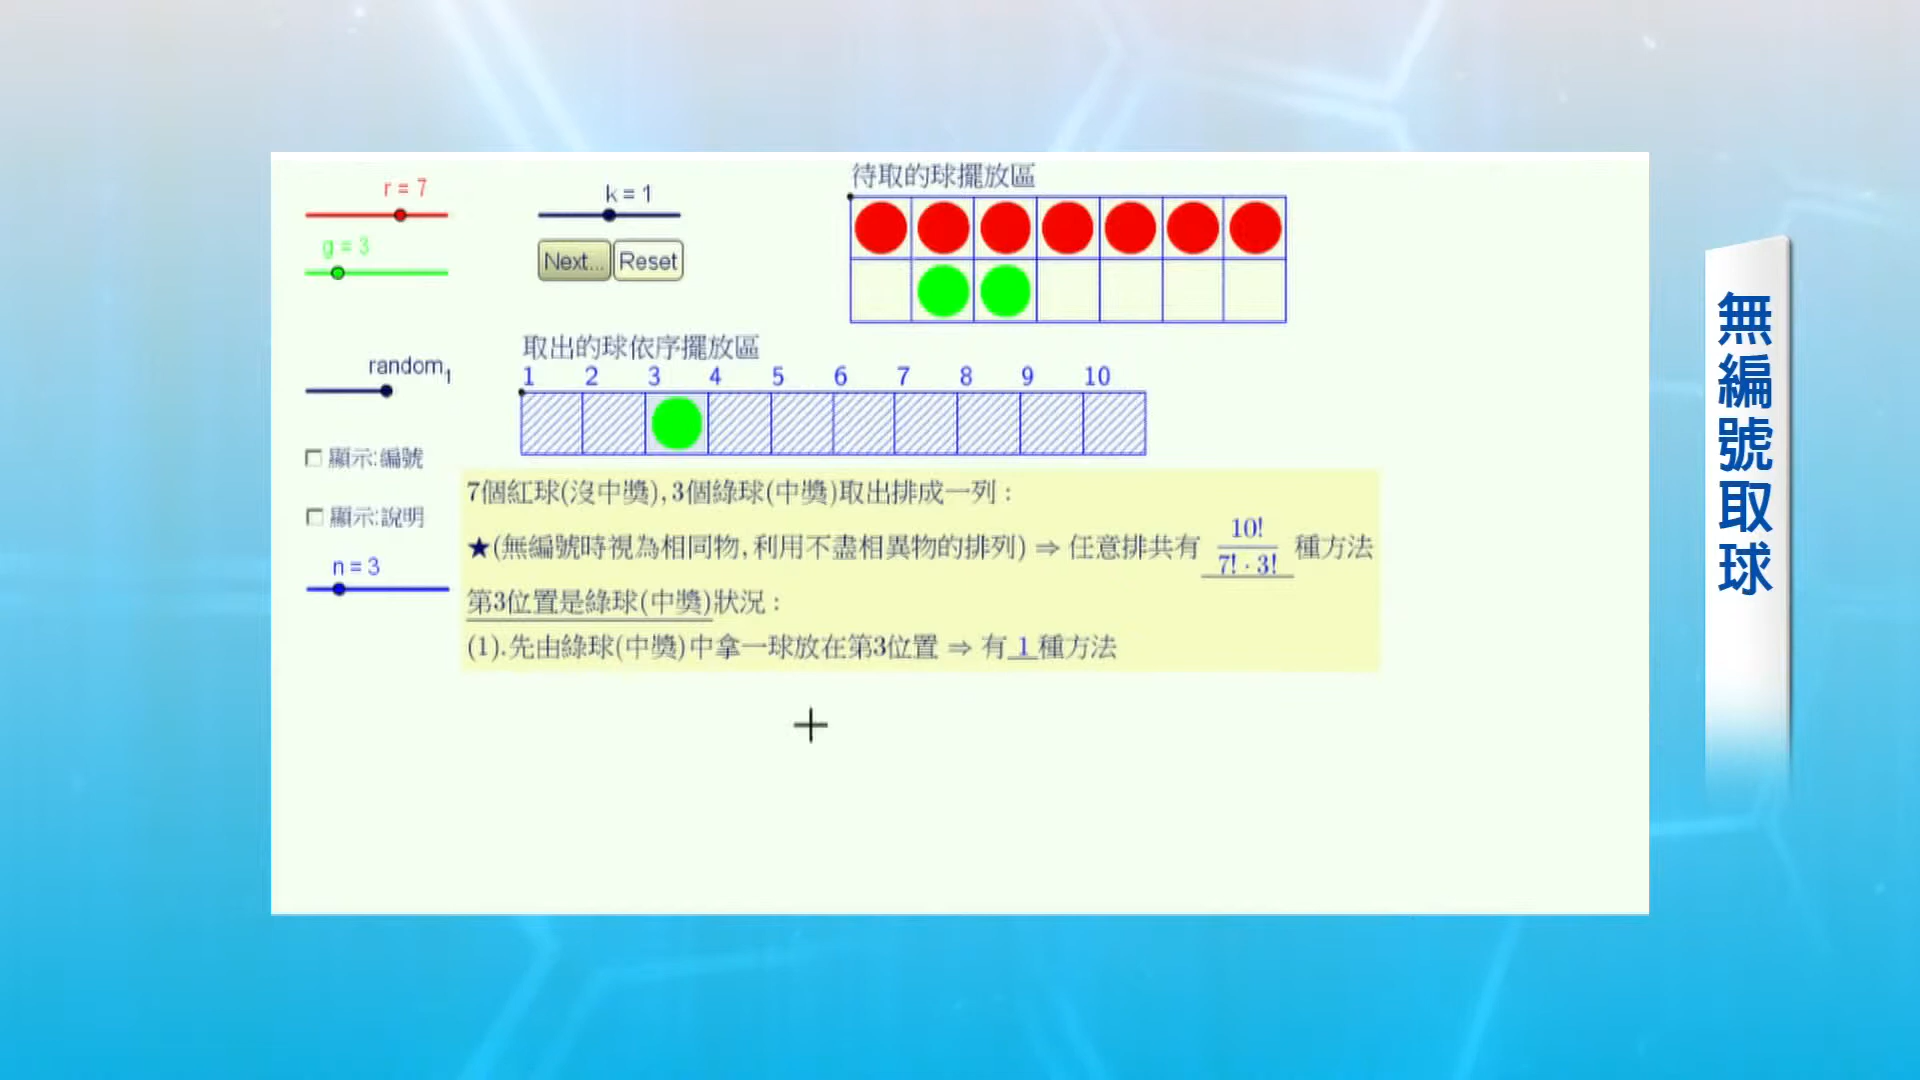 r = 7
g = 3
k = 1
Next...
Reset
待取的球擺放區
random1
取出的球依序擺放區
1 2 3 4 5 6 7 8 9 10
顯示:編號
顯示:說明
n = 3
7個紅球(沒中獎), 3個綠球(中獎)取出排成一列：
★(無編號時視為相同物, 利用不盡相異物的排列) ⇒ 任意排共有 10! / 7! · 3! 種方法
第3位置是綠球(中獎)狀況：
(1).先由綠球(中獎)中拿一球放在第3位置 ⇒ 有 1 種方法
無編號取球